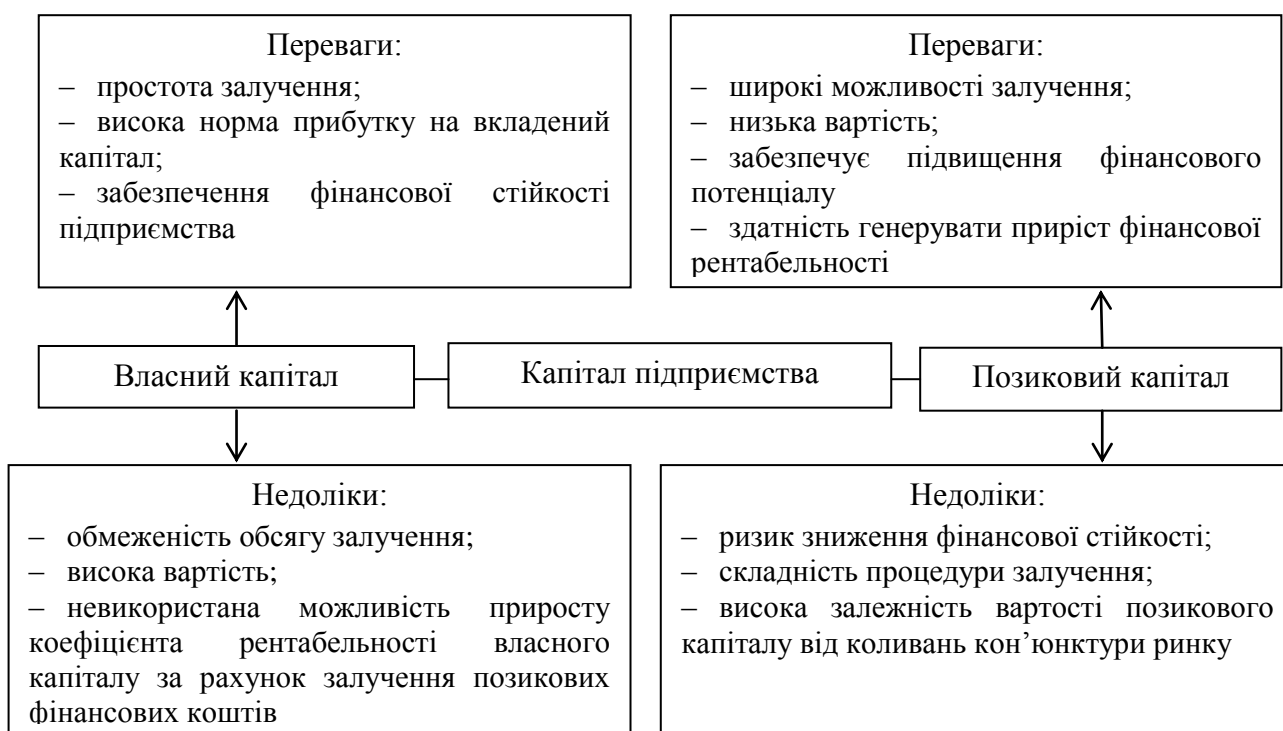 Переваги:
– простота залучення;
– висока норма прибутку на вкладений
капітал;
– забезпечення фінансової стійкості
підприємства
Переваги:
– широкі можливості залучення;
– низька вартість;
– забезпечує підвищення фінансового
потенціалу
– здатність генерувати приріст фінансової
рентабельності
Власний капітал
Капітал підприємства
Позиковий капітал
Недоліки:
– обмеженість обсягу залучення;
– висока вартість;
– невикористана можливість приросту
коефіцієнта рентабельності власного
капіталу за рахунок залучення позикових
фінансових коштів
Недоліки:
– ризик зниження фінансової стійкості;
– складність процедури залучення;
– висока залежність вартості позикового
капіталу від коливань кон’юнктури ринку